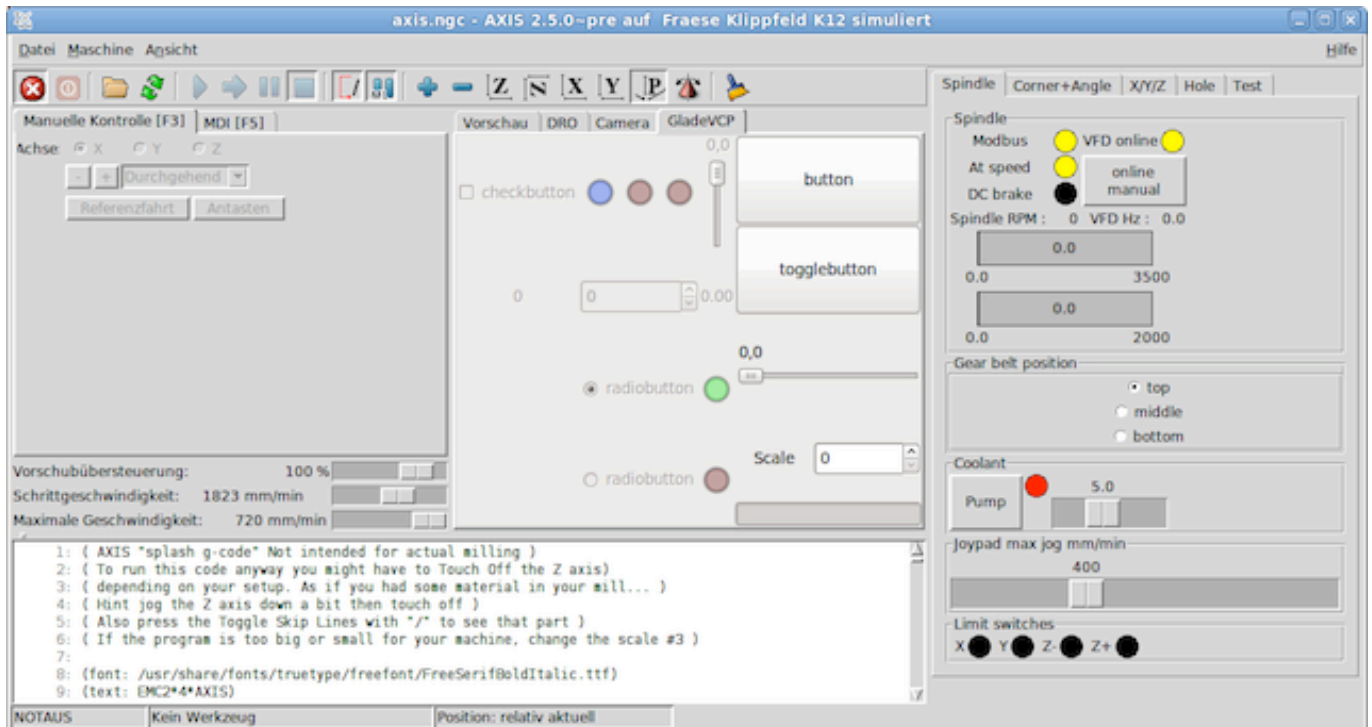 axis.ngc - AXIS 2.5.0~pre auf Fraese Klippfeld K12 simuliert
Datei Maschine Ansicht Hilfe
Z N X Y P
Manuelle Kontrolle [F3] MDI [F5]
Achse: X Y Z
- + Durchgehend
Referenzfahrt Antasten
Vorschubübersteuerung: 100 %
Schrittgeschwindigkeit: 1823 mm/min
Maximale Geschwindigkeit: 720 mm/min
Vorschau DRO Camera GladeVCP
0,0
checkbutton
button
togglebutton
0 0 0.00
0,0
radiobutton
Scale 0
radiobutton
Spindle Corner+Angle X/Y/Z Hole Test
Spindle
Modbus VFD online
At speed
online manual
DC brake
Spindle RPM : 0 VFD Hz : 0.0
0.0
0.0 3500
0.0
0.0 2000
Gear belt position
top
middle
bottom
Coolant
Pump 5.0
Joypad max jog mm/min
400
Limit switches
X Y Z- Z+
1: ( AXIS "splash g-code" Not intended for actual milling )
2: ( To run this code anyway you might have to Touch Off the Z axis)
3: ( depending on your setup. As if you had some material in your mill... )
4: ( Hint jog the Z axis down a bit then touch off )
5: ( Also press the Toggle Skip Lines with "/" to see that part )
6: ( If the program is too big or small for your machine, change the scale #3 )
7:
8: (font: /usr/share/fonts/truetype/freefont/FreeSerifBoldItalic.ttf)
9: (text: EMC2*4*AXIS)
NOTAUS Kein Werkzeug Position: relativ aktuell